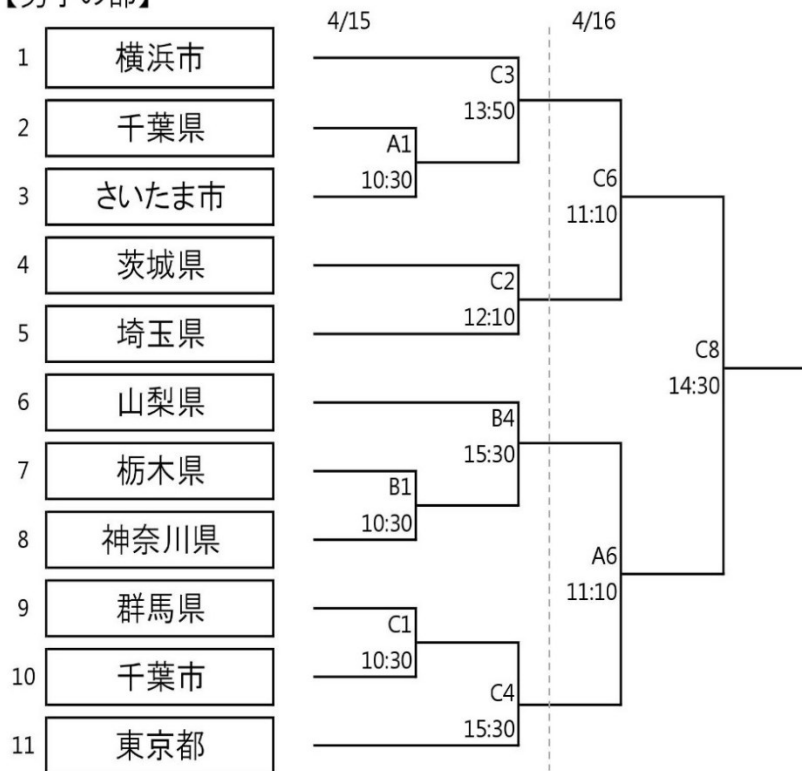 【男子の部】
4/15
4/16
1 横浜市
2 千葉県
3 さいたま市
4 茨城県
5 埼玉県
6 山梨県
7 栃木県
8 神奈川県
9 群馬県
10 千葉市
11 東京都
C3
13:50
A1
10:30
C6
11:10
C2
12:10
C8
14:30
B4
15:30
B1
10:30
A6
11:10
C1
10:30
C4
15:30